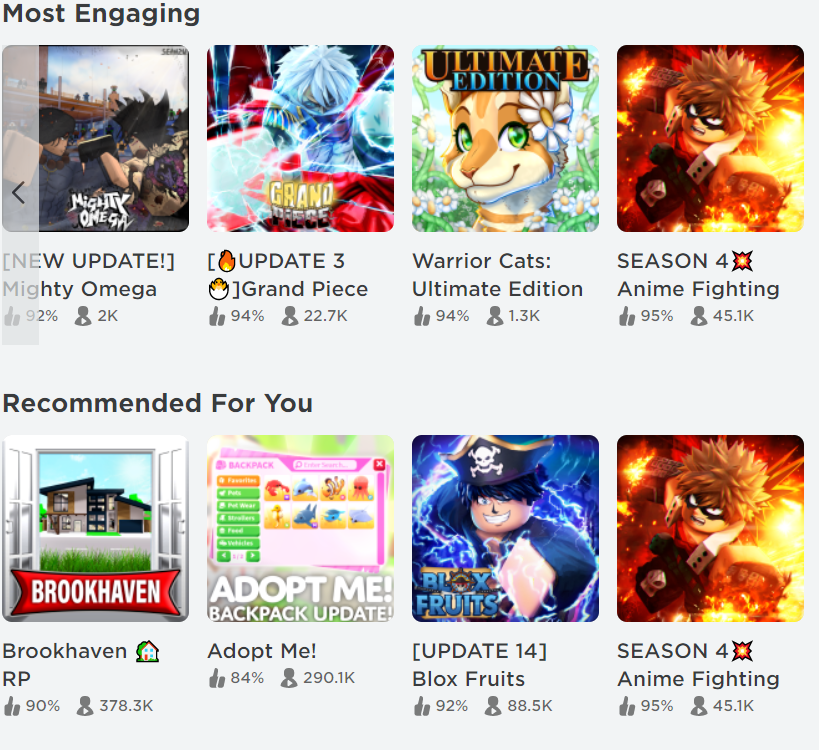 Most Engaging
MiGHTY
OMEGA
GRAND
PIECE
ULTIMATE
EDITION
[NEW UPDATE!]
Mighty Omega
92% 2K
[🔥UPDATE 3
🐣]Grand Piece
94% 22.7K
Warrior Cats:
Ultimate Edition
94% 1.3K
SEASON 4💥
Anime Fighting
95% 45.1K
Recommended For You
BROOKHAVEN
BACKPACK
Enter Search...
Favorites
Pets
Pet Wear
Strollers
Food
Vehicles
ADOPT ME!
BACKPACK UPDATE!
BLOX
FRUITS
Brookhaven 🏡
RP
90% 378.3K
Adopt Me!
84% 290.1K
[UPDATE 14]
Blox Fruits
92% 88.5K
SEASON 4💥
Anime Fighting
95% 45.1K